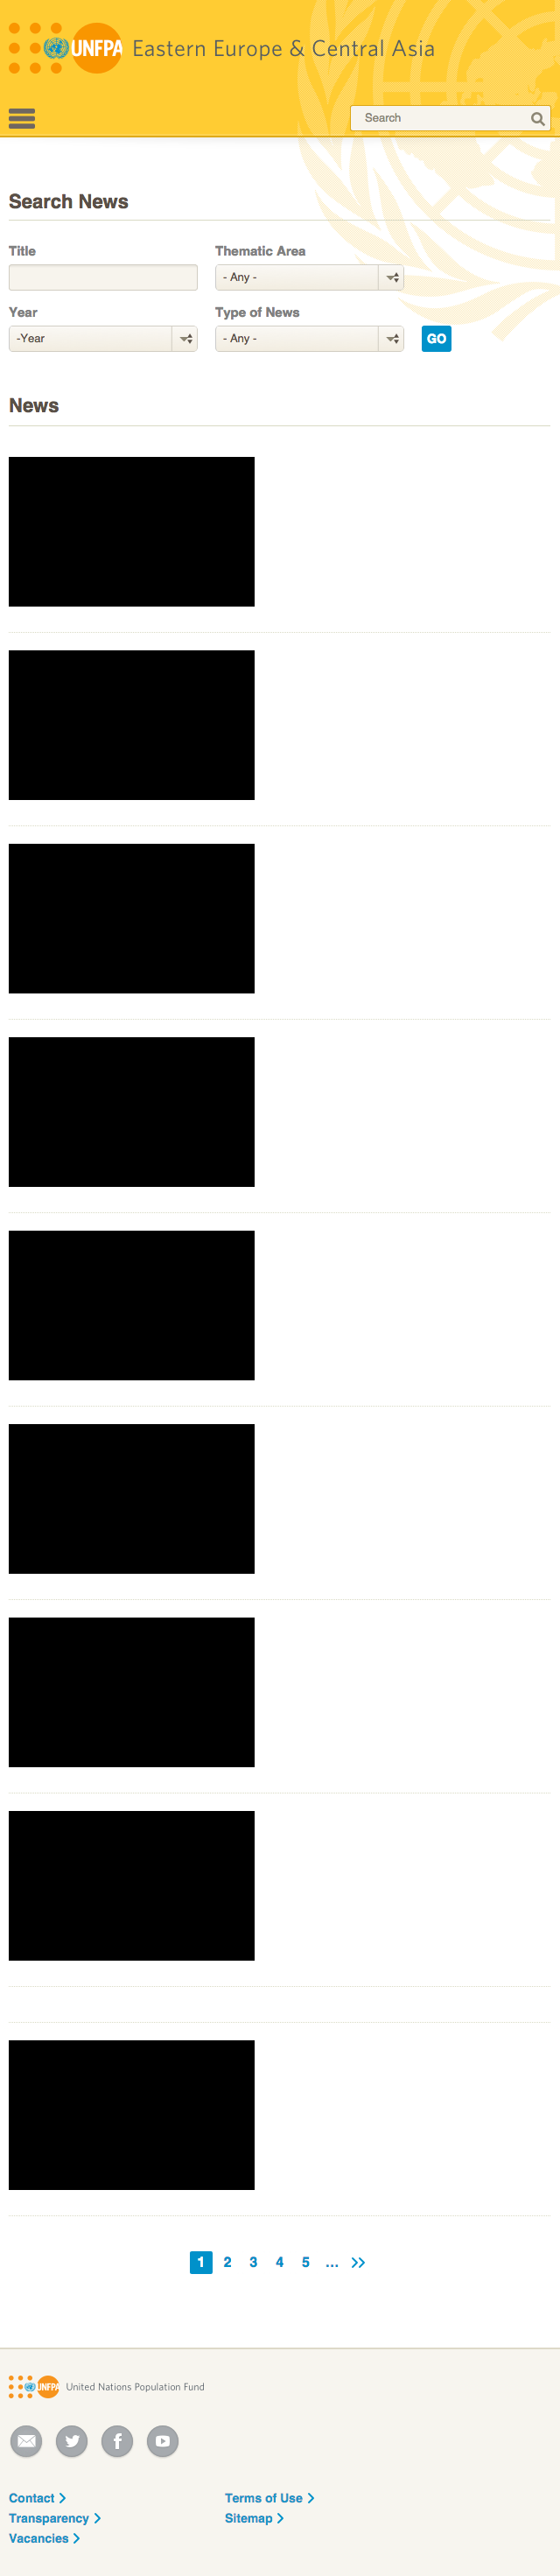 UNFPA Eastern Europe & Central Asia
Search
Search News
Title
Thematic Area
- Any -
Year
Type of News
-Year
- Any -
GO
News
1 2 3 4 5 ... >>
UNFPA United Nations Population Fund
Contact
Terms of Use
Transparency
Sitemap
Vacancies